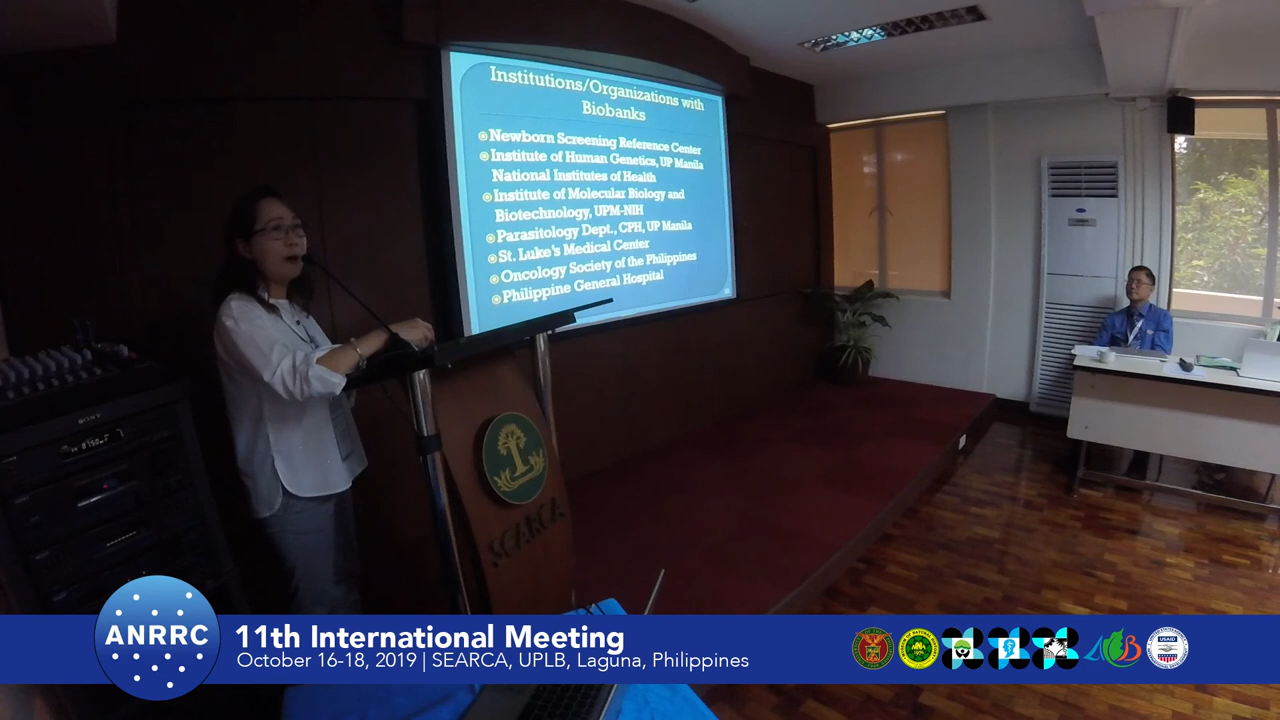 Institutions/Organizations with
Biobanks
Newborn Screening Reference Center
Institute of Human Genetics, UP Manila
National Institutes of Health
Institute of Molecular Biology and
Biotechnology, UPM-NIH
Parasitology Dept., CPH, UP Manila
St. Luke's Medical Center
Oncology Society of the Philippines
Philippine General Hospital
SONY
SEARCA
ANRRC
11th International Meeting
October 16-18, 2019 | SEARCA, UPLB, Laguna, Philippines
USAID